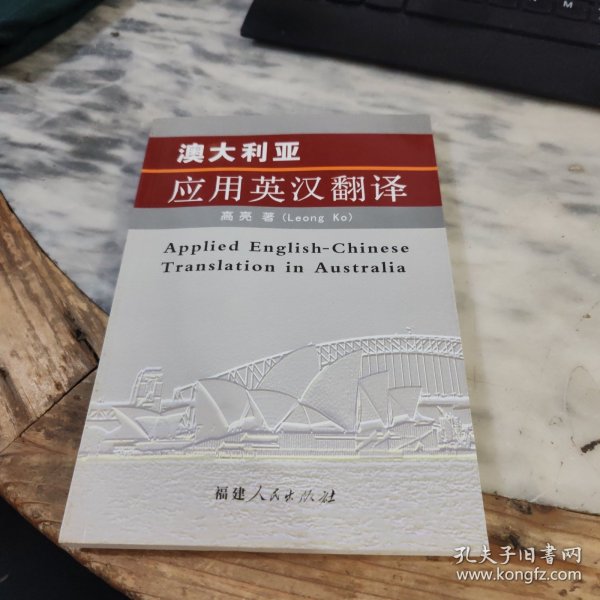 澳大利亚
应用英汉翻译
高亮 著 (Leong Ko)
Applied English-Chinese
Translation in Australia
福建人民出版社
孔夫子旧书网
www.kongfz.com